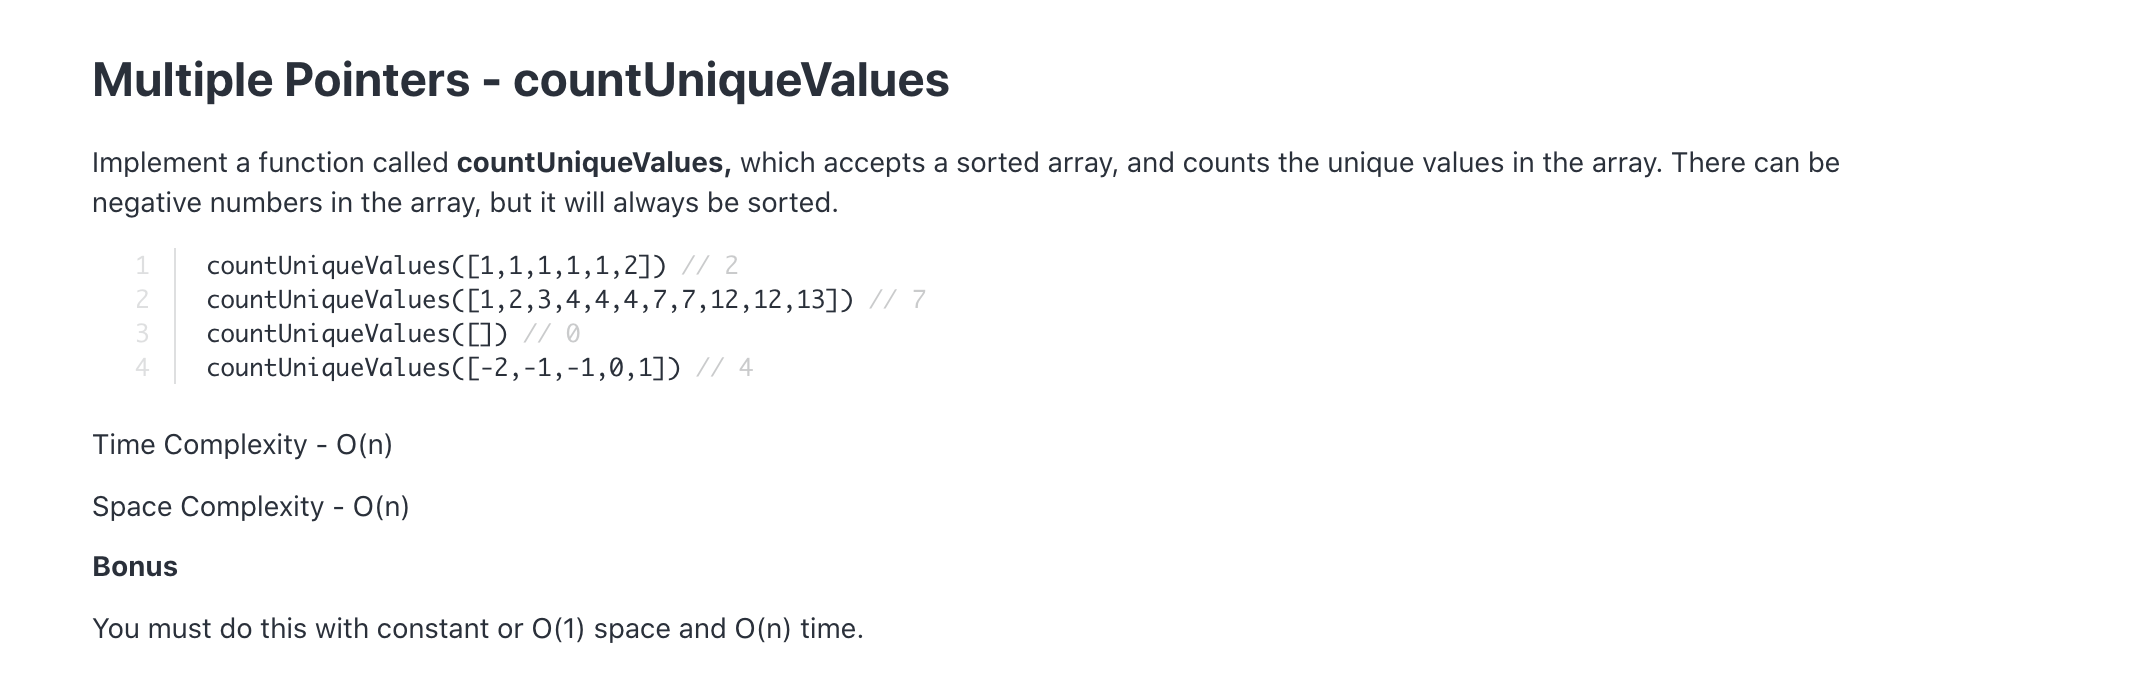 Multiple Pointers - countUniqueValues
Implement a function called countUniqueValues, which accepts a sorted array, and counts the unique values in the array. There can be
negative numbers in the array, but it will always be sorted.
1 countUniqueValues([1,1,1,1,1,2]) // 2
2 countUniqueValues([1,2,3,4,4,4,7,7,12,12,13]) // 7
3 countUniqueValues([]) // 0
4 countUniqueValues([-2,-1,-1,0,1]) // 4
Time Complexity - O(n)
Space Complexity - O(n)
Bonus
You must do this with constant or O(1) space and O(n) time.